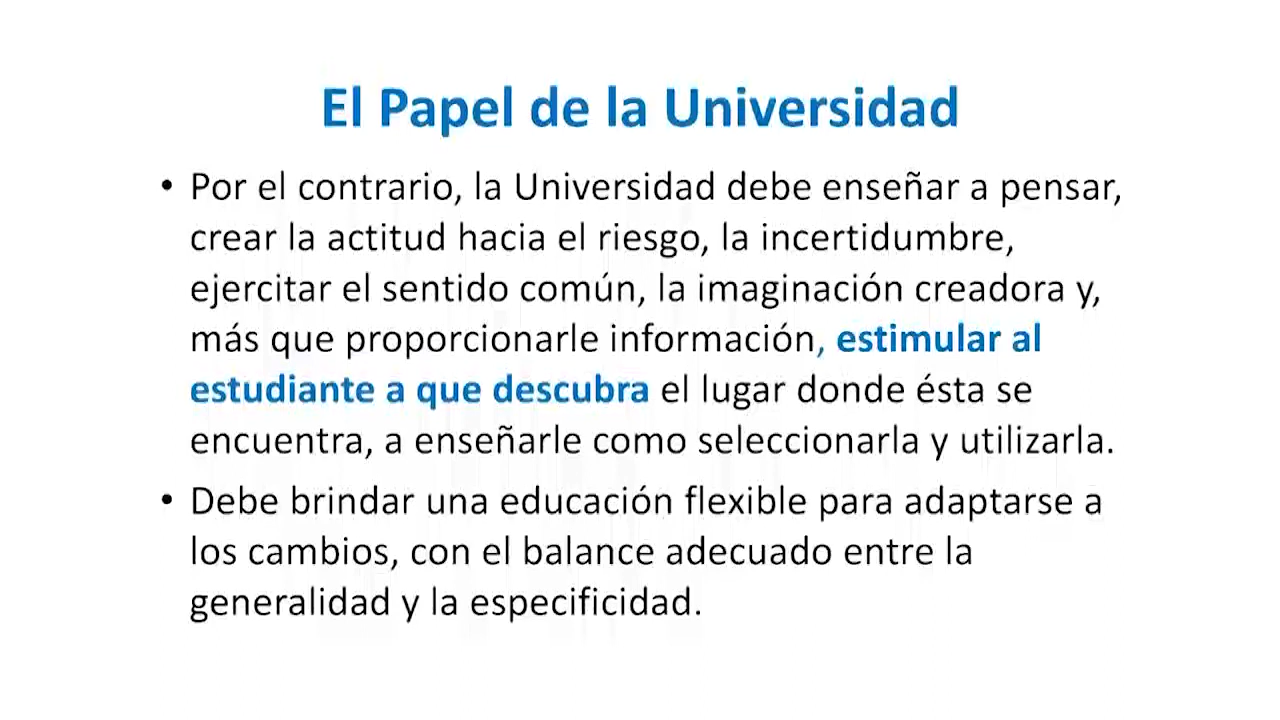 El Papel de la Universidad
• Por el contrario, la Universidad debe enseñar a pensar,
crear la actitud hacia el riesgo, la incertidumbre,
ejercitar el sentido común, la imaginación creadora y,
más que proporcionarle información, estimular al
estudiante a que descubra el lugar donde ésta se
encuentra, a enseñarle como seleccionarla y utilizarla.
• Debe brindar una educación flexible para adaptarse a
los cambios, con el balance adecuado entre la
generalidad y la especificidad.